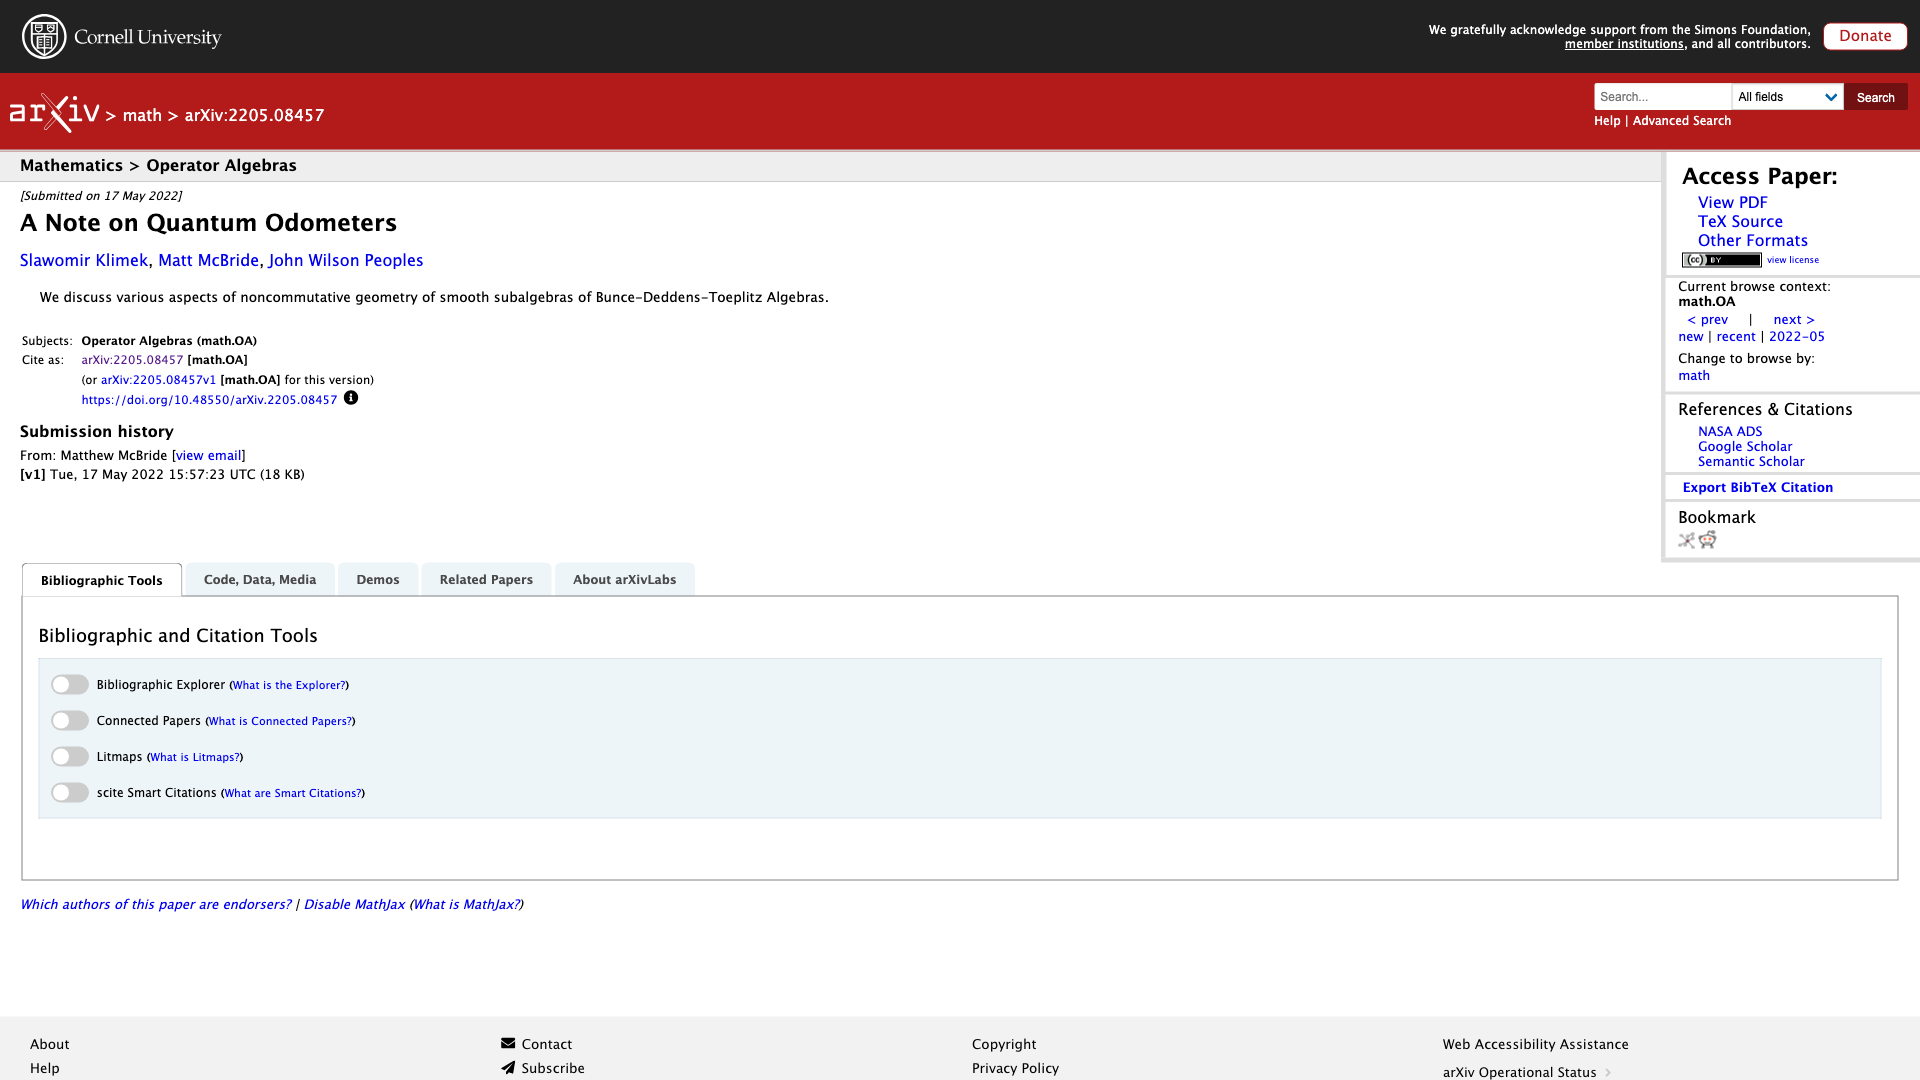 Cornell University
We gratefully acknowledge support from the Simons Foundation,
member institutions, and all contributors.
Donate
arXiv > math > arXiv:2205.08457
Search...
All fields
Search
Help | Advanced Search
Mathematics > Operator Algebras
[Submitted on 17 May 2022]
A Note on Quantum Odometers
Slawomir Klimek, Matt McBride, John Wilson Peoples
We discuss various aspects of noncommutative geometry of smooth subalgebras of Bunce-Deddens-Toeplitz Algebras.
Subjects: Operator Algebras (math.OA)
Cite as: arXiv:2205.08457 [math.OA]
(or arXiv:2205.08457v1 [math.OA] for this version)
https://doi.org/10.48550/arXiv.2205.08457
Submission history
From: Matthew McBride [view email]
[v1] Tue, 17 May 2022 15:57:23 UTC (18 KB)
Access Paper:
View PDF
TeX Source
Other Formats
(cc) BY view license
Current browse context:
math.OA
< prev | next >
new | recent | 2022-05
Change to browse by:
math
References & Citations
NASA ADS
Google Scholar
Semantic Scholar
Export BibTeX Citation
Bookmark
Bibliographic Tools
Code, Data, Media
Demos
Related Papers
About arXivLabs
Bibliographic and Citation Tools
Bibliographic Explorer (What is the Explorer?)
Connected Papers (What is Connected Papers?)
Litmaps (What is Litmaps?)
scite Smart Citations (What are Smart Citations?)
Which authors of this paper are endorsers? | Disable MathJax (What is MathJax?)
About
Help
Contact
Subscribe
Copyright
Privacy Policy
Web Accessibility Assistance
arXiv Operational Status >